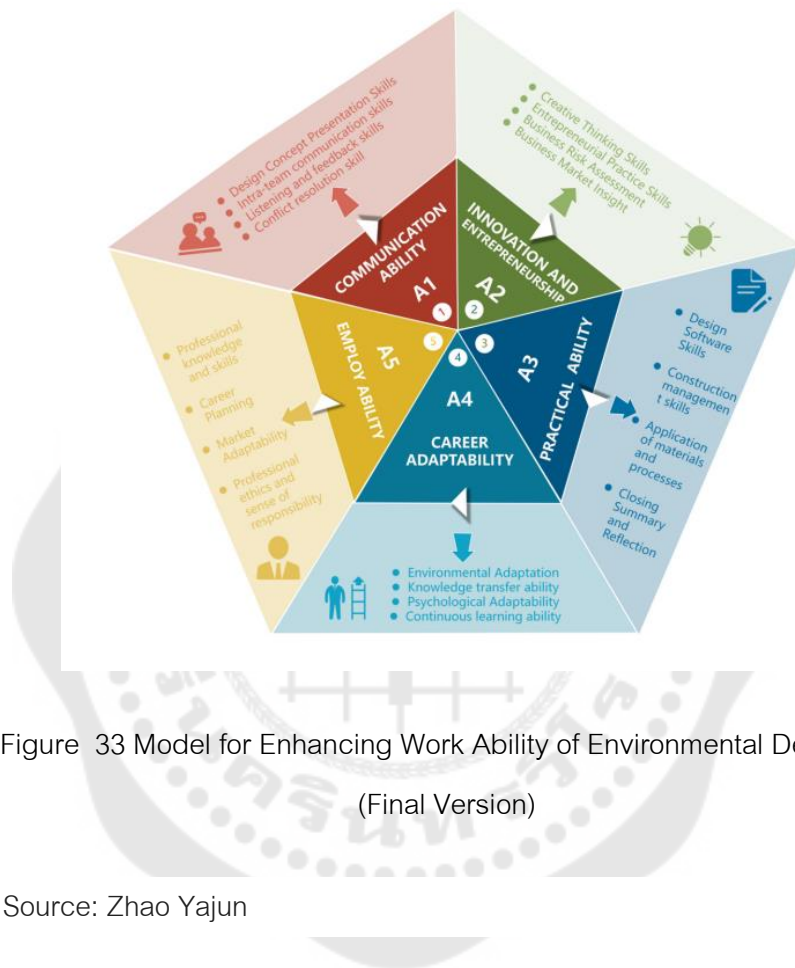 • Design Concept Presentation Skills
• Intra-team communication skills
• Listening and feedback skills
• Conflict resolution skill
COMMUNICATION
ABILITY
A1
1
• Creative Thinking Skills
• Entrepreneurial Practice Skills
• Business Risk Assessment
• Business Market Insight
INNOVATION AND
ENTREPRENEURSHIP
A2
2
• Design
Software
Skills
• Construction
managemen
t skills
• Application
of materials
and
processes
• Closing
Summary
and
Reflection
PRACTICAL ABILITY
A3
3
A4
4
CAREER
ADAPTABILITY
• Environmental Adaptation
• Knowledge transfer ability
• Psychological Adaptability
• Continuous learning ability
A5
5
EMPLOY ABILITY
• Professional
knowledge
and skills
• Career
Planning
• Market
Adaptability
• Professional
ethics and
sense of
responsibility
Figure 33 Model for Enhancing Work Ability of Environmental
(Final Version)
Source: Zhao Yajun